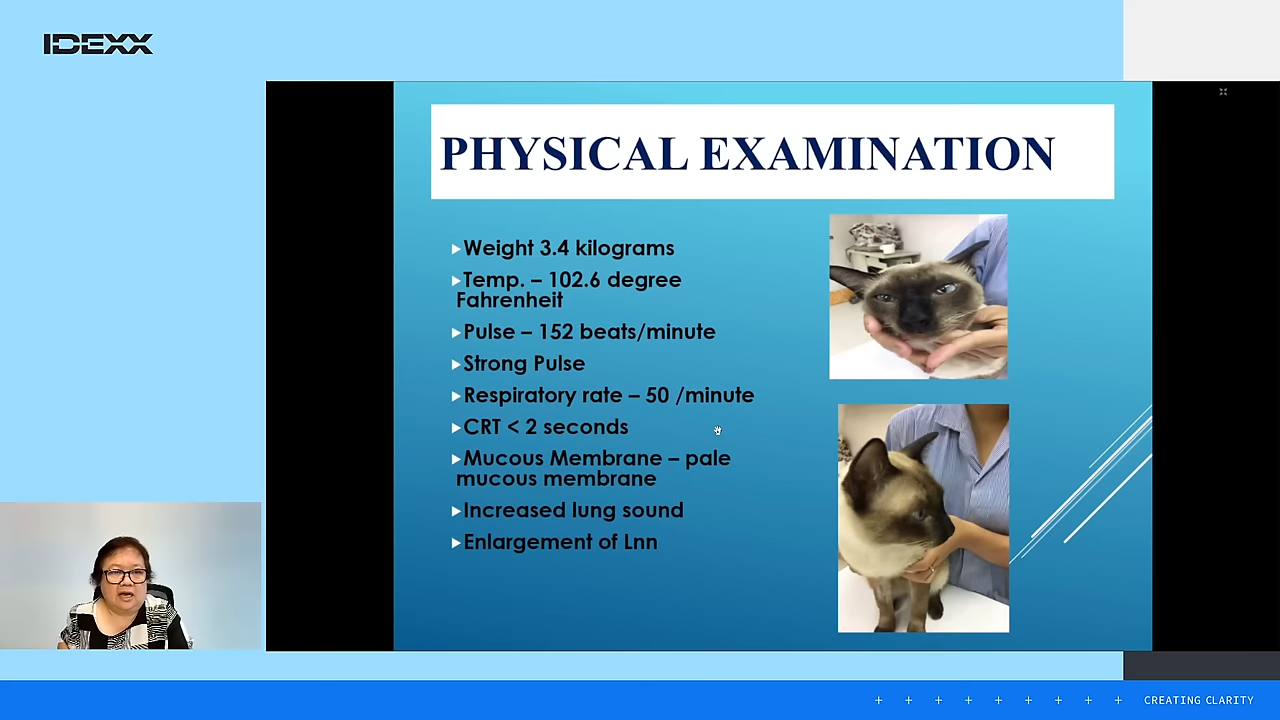 IDEXX
PHYSICAL EXAMINATION
Weight 3.4 kilograms
Temp. – 102.6 degree
Fahrenheit
Pulse – 152 beats/minute
Strong Pulse
Respiratory rate – 50 /minute
CRT < 2 seconds
Mucous Membrane – pale
mucous membrane
Increased lung sound
Enlargement of Lnn
CREATING CLARITY